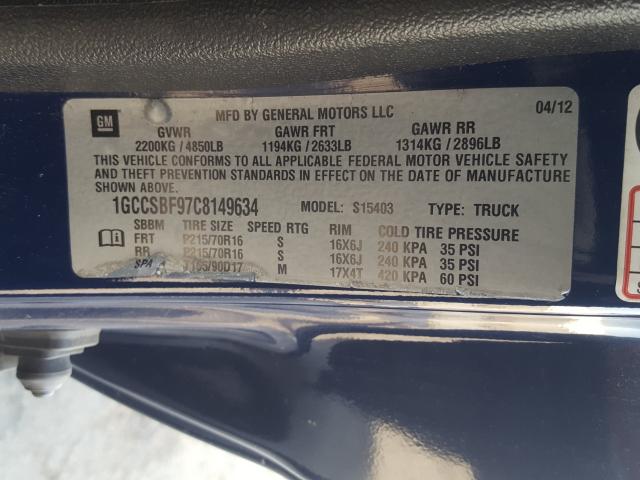 GM
MFD BY GENERAL MOTORS LLC 04/12
GVWR GAWR FRT GAWR RR
2200KG / 4850LB 1194KG / 2633LB 1314KG / 2896LB
THIS VEHICLE CONFORMS TO ALL APPLICABLE FEDERAL MOTOR VEHICLE SAFETY
AND THEFT PREVENTION STANDARDS IN EFFECT ON THE DATE OF MANUFACTURE
SHOWN ABOVE.
1GCCSBF97C8149634 MODEL: S15403 TYPE: TRUCK
SBBM TIRE SIZE SPEED RTG RIM COLD TIRE PRESSURE
FRT P215/70R16 S 16X6J 240 KPA 35 PSI
RR P215/70R16 S 16X6J 240 KPA 35 PSI
SPA /90D17 M 17X4T 420 KPA 60 PSI